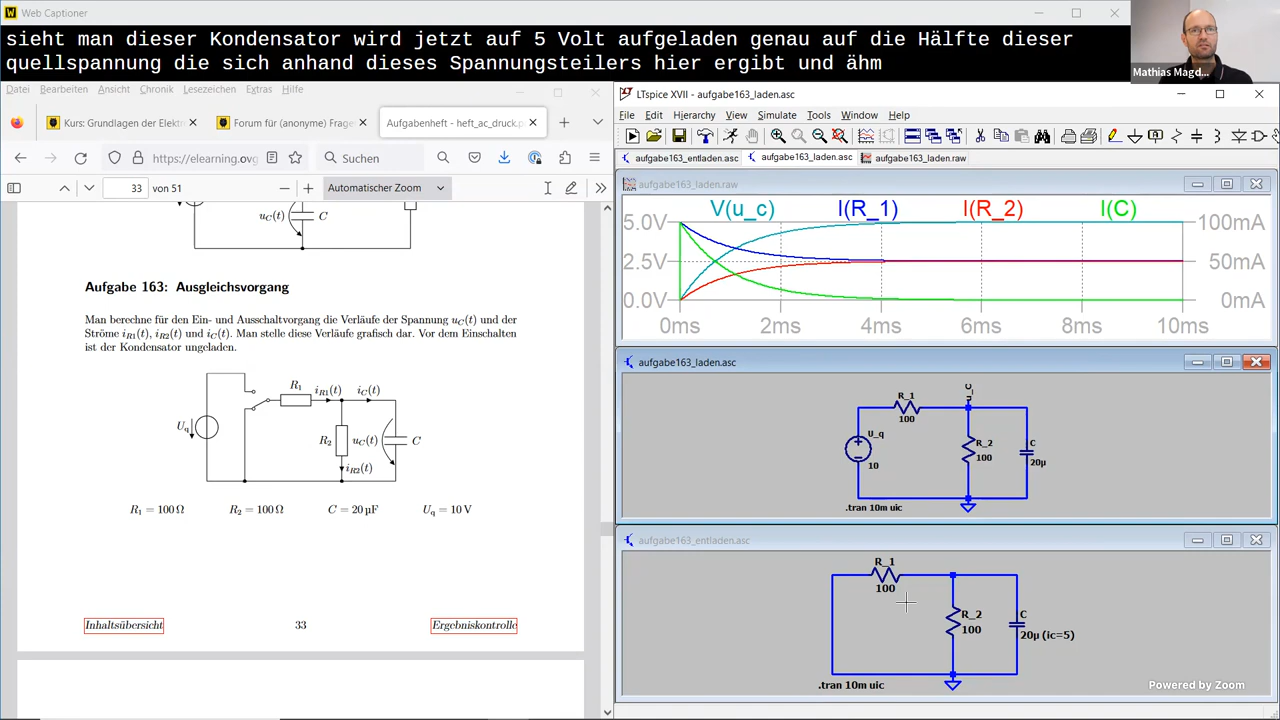 Web Captioner
sieht man dieser Kondensator wird jetzt auf 5 Volt aufgeladen genau auf die Hälfte dieser
quellspannung die sich anhand dieses Spannungsteilers hier ergibt und ähm
Mathias Magd...
Datei Bearbeiten Ansicht Chronik Lesezeichen Extras Hilfe
Kurs: Grundlagen der Elekt
Forum für (anonyme) Frage
Aufgabenheft - heft_ac_druck.p
https://elearning.ovg
Suchen
33 von 51
Automatischer Zoom
u_C(t) C
Aufgabe 163: Ausgleichsvorgang
Man berechne für den Ein- und Ausschaltvorgang die Verläufe der Spannung u_C(t) und der
Ströme i_R1(t), i_R2(t) und i_C(t). Man stelle diese Verläufe grafisch dar. Vor dem Einschalten
ist der Kondensator ungeladen.
R_1 i_R1(t) i_C(t)
U_q R_2 u_C(t) C
i_R2(t)
R_1 = 100 Ω R_2 = 100 Ω C = 20 µF U_q = 10 V
Inhaltsübersicht 33 Ergebniskontrolle
LTspice XVII - aufgabe163_laden.asc
File Edit Hierarchy View Simulate Tools Window Help
aufgabe163_entladen.asc aufgabe163_laden.asc aufgabe163_laden.raw
aufgabe163_laden.raw
V(u_c) I(R_1) I(R_2) I(C)
5.0V 100mA
2.5V 50mA
0.0V 0mA
0ms 2ms 4ms 6ms 8ms 10ms
aufgabe163_laden.asc
u_C
R_1
100
U_q
10
R_2
100
C
20µ
.tran 10m uic
aufgabe163_entladen.asc
R_1
100
R_2
100
C
20µ (ic=5)
.tran 10m uic
Powered by Zoom